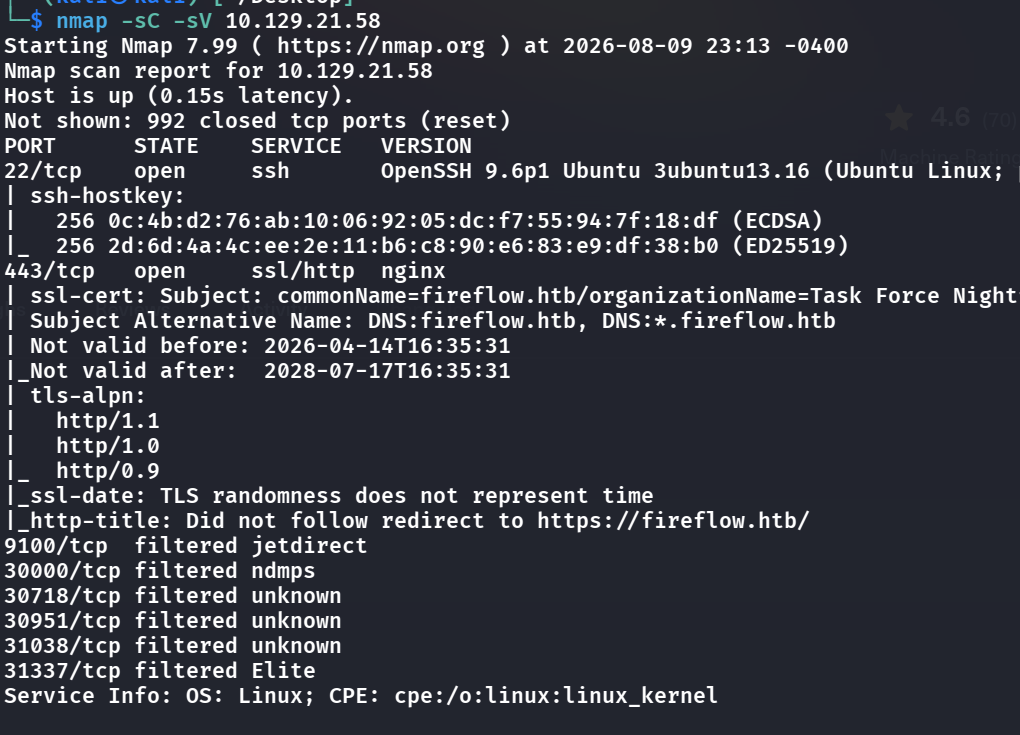 └─$ nmap -sC -sV 10.129.21.58
Starting Nmap 7.99 ( https://nmap.org ) at 2026-08-09 23:13 -0400
Nmap scan report for 10.129.21.58
Host is up (0.15s latency).
Not shown: 992 closed tcp ports (reset)
4.6 (70)
PORT      STATE    SERVICE   VERSION
Machine Rating
22/tcp    open     ssh       OpenSSH 9.6p1 Ubuntu 3ubuntu13.16 (Ubuntu Linux;
| ssh-hostkey:
|   256 0c:4b:d2:76:ab:10:06:92:05:dc:f7:55:94:7f:18:df (ECDSA)
|_  256 2d:6d:4a:4c:ee:2e:11:b6:c8:90:e6:83:e9:df:38:b0 (ED25519)
443/tcp   open     ssl/http  nginx
| ssl-cert: Subject: commonName=fireflow.htb/organizationName=Task Force Night
| Subject Alternative Name: DNS:fireflow.htb, DNS:*.fireflow.htb
| Not valid before: 2026-04-14T16:35:31
|_Not valid after:  2028-07-17T16:35:31
| tls-alpn:
|   http/1.1
|   http/1.0
|_  http/0.9
|_ssl-date: TLS randomness does not represent time
|_http-title: Did not follow redirect to https://fireflow.htb/
9100/tcp  filtered jetdirect
30000/tcp filtered ndmps
30718/tcp filtered unknown
30951/tcp filtered unknown
31038/tcp filtered unknown
31337/tcp filtered Elite
Service Info: OS: Linux; CPE: cpe:/o:linux:linux_kernel